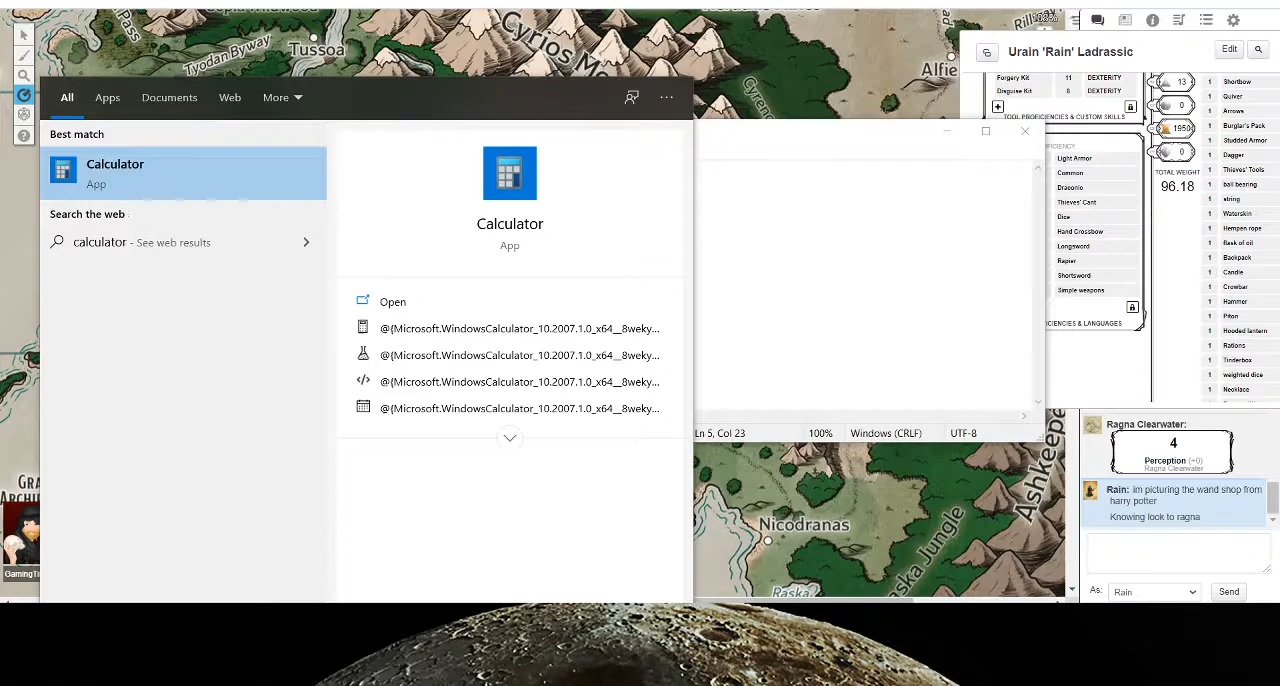 Pass
Tyodan Byway
Tussoa
Cyrios Mo
Alfie
All
Apps
Documents
Web
More
Best match
Calculator
App
Search the web
calculator - See web results
Calculator
App
Open
@{Microsoft.WindowsCalculator_10.2007.1.0_x64__8weky...
@{Microsoft.WindowsCalculator_10.2007.1.0_x64__8weky...
@{Microsoft.WindowsCalculator_10.2007.1.0_x64__8weky...
@{Microsoft.WindowsCalculator_10.2007.1.0_x64__8weky...
Ln 5, Col 23
100%
Windows (CRLF)
UTF-8
Nicodranas
Ashkeepe
Jungle
GamingTi
Urain 'Rain' Ladrassic
Edit
Forgery Kit 11 DEXTERITY
Disguise Kit 8 DEXTERITY
TOOL PROFICIENCIES & CUSTOM SKILLS
FICIENCY
Light Armor
Common
Draconic
Thieves' Cant
Dice
Hand Crossbow
Longsword
Rapier
Shortsword
Simple weapons
CIENCIES & LANGUAGES
13
0
1950
0
TOTAL WEIGHT
96.18
1 Shortbow
1 Quiver
1 Arrows
1 Burglar's Pack
1 Studded Armor
1 Dagger
1 Thieves' Tools
1 ball bearing
1 string
1 Waterskin
1 Hempen rope
1 flask of oil
1 Backpack
1 Candle
1 Crowbar
1 Hammer
1 Piton
1 Hooded lantern
1 Rations
1 Tinderbox
1 weighted dice
1 Necklace
Ragna Clearwater:
4
Perception (+0)
Ragna Clearwater
Rain: im picturing the wand shop from
harry potter
Knowing look to ragna
As:
Rain
Send